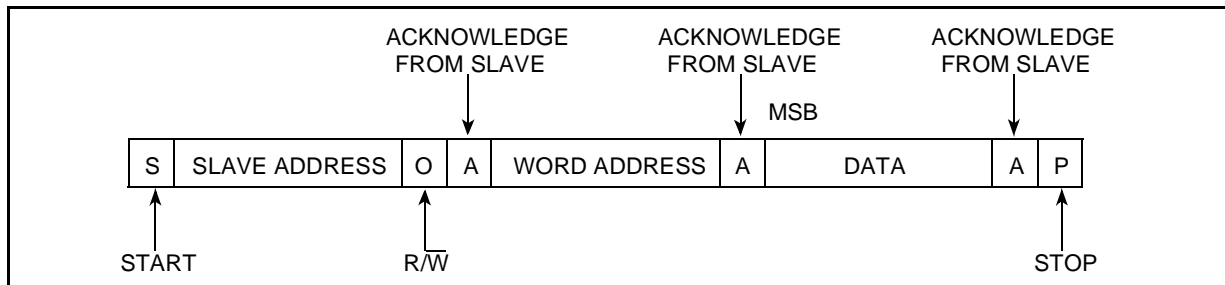 ACKNOWLEDGE
FROM SLAVE
ACKNOWLEDGE
FROM SLAVE
ACKNOWLEDGE
FROM SLAVE
MSB
S SLAVE ADDRESS O A WORD ADDRESS A DATA A P
START
R/W̅
STOP